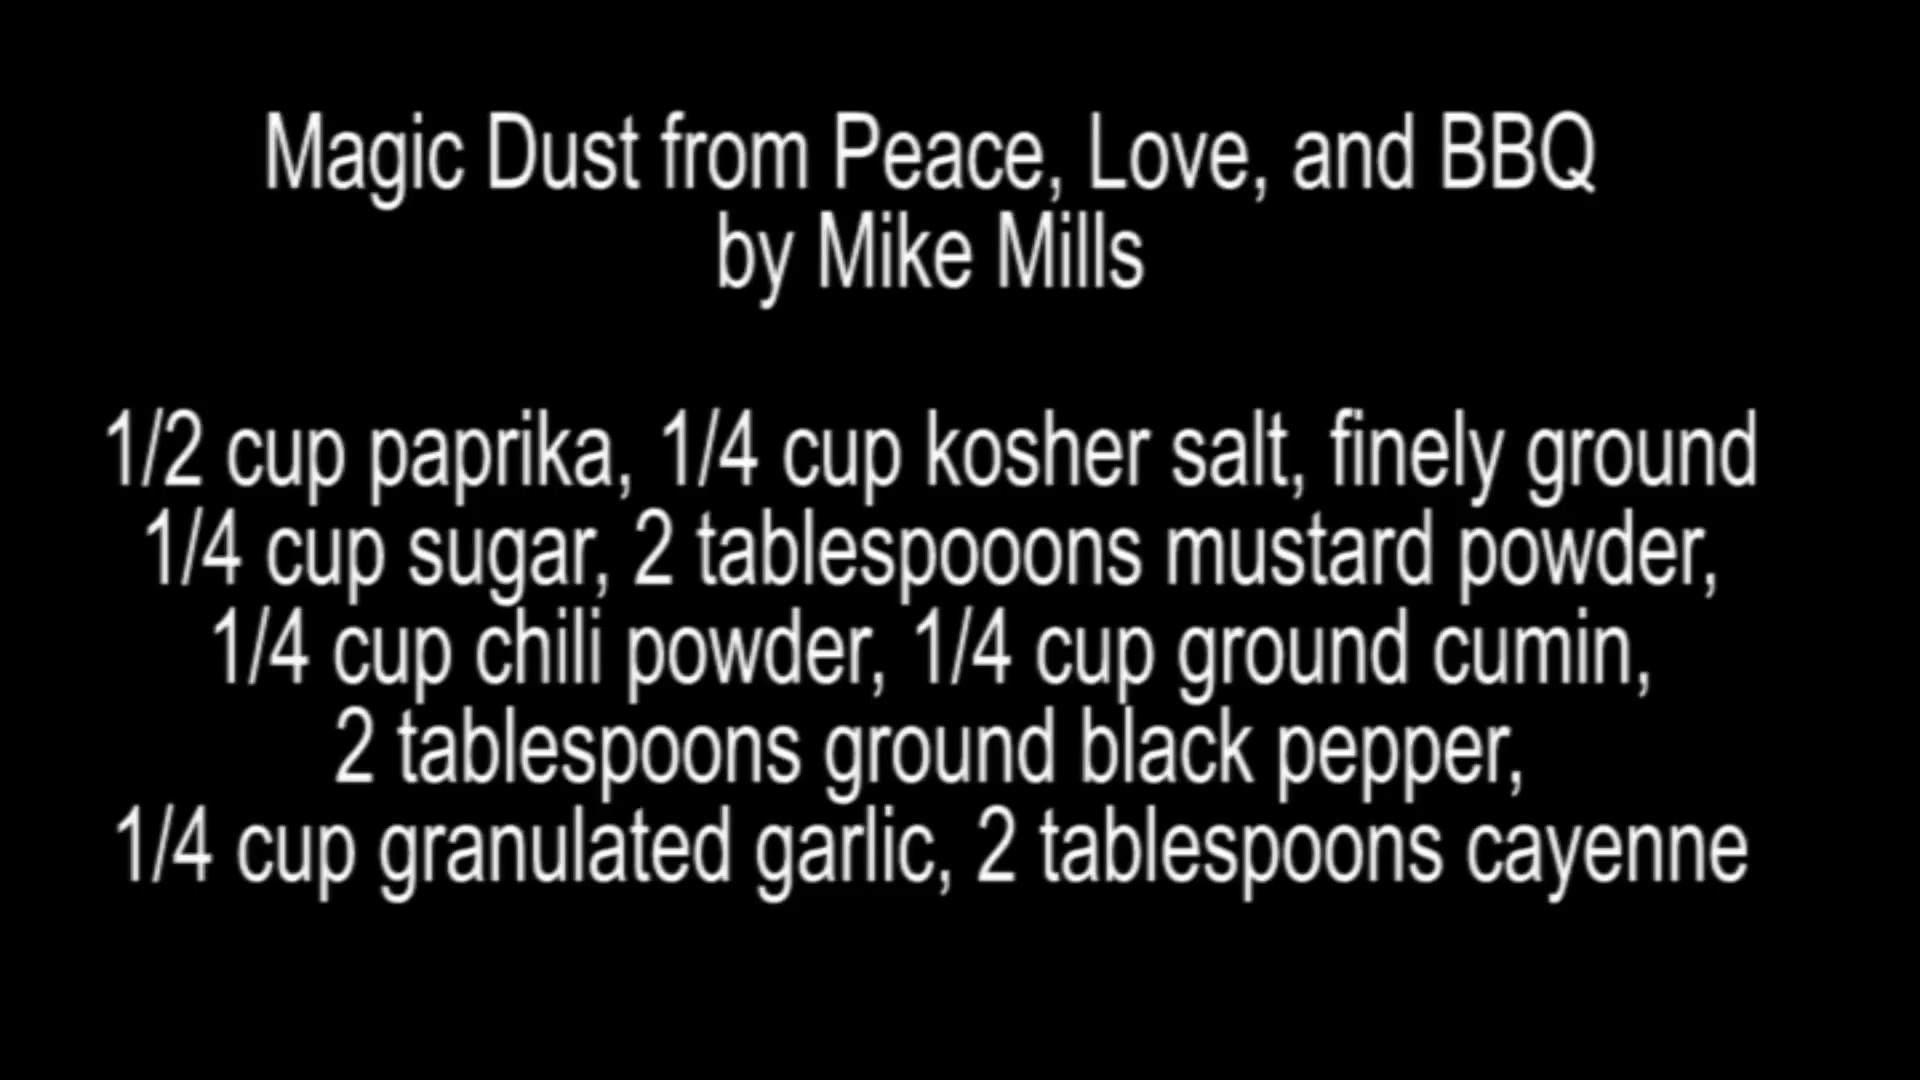 Magic Dust from Peace, Love, and BBQ
by Mike Mills
1/2 cup paprika, 1/4 cup kosher salt, finely ground
1/4 cup sugar, 2 tablespooons mustard powder,
1/4 cup chili powder, 1/4 cup ground cumin,
2 tablespoons ground black pepper,
1/4 cup granulated garlic, 2 tablespoons cayenne